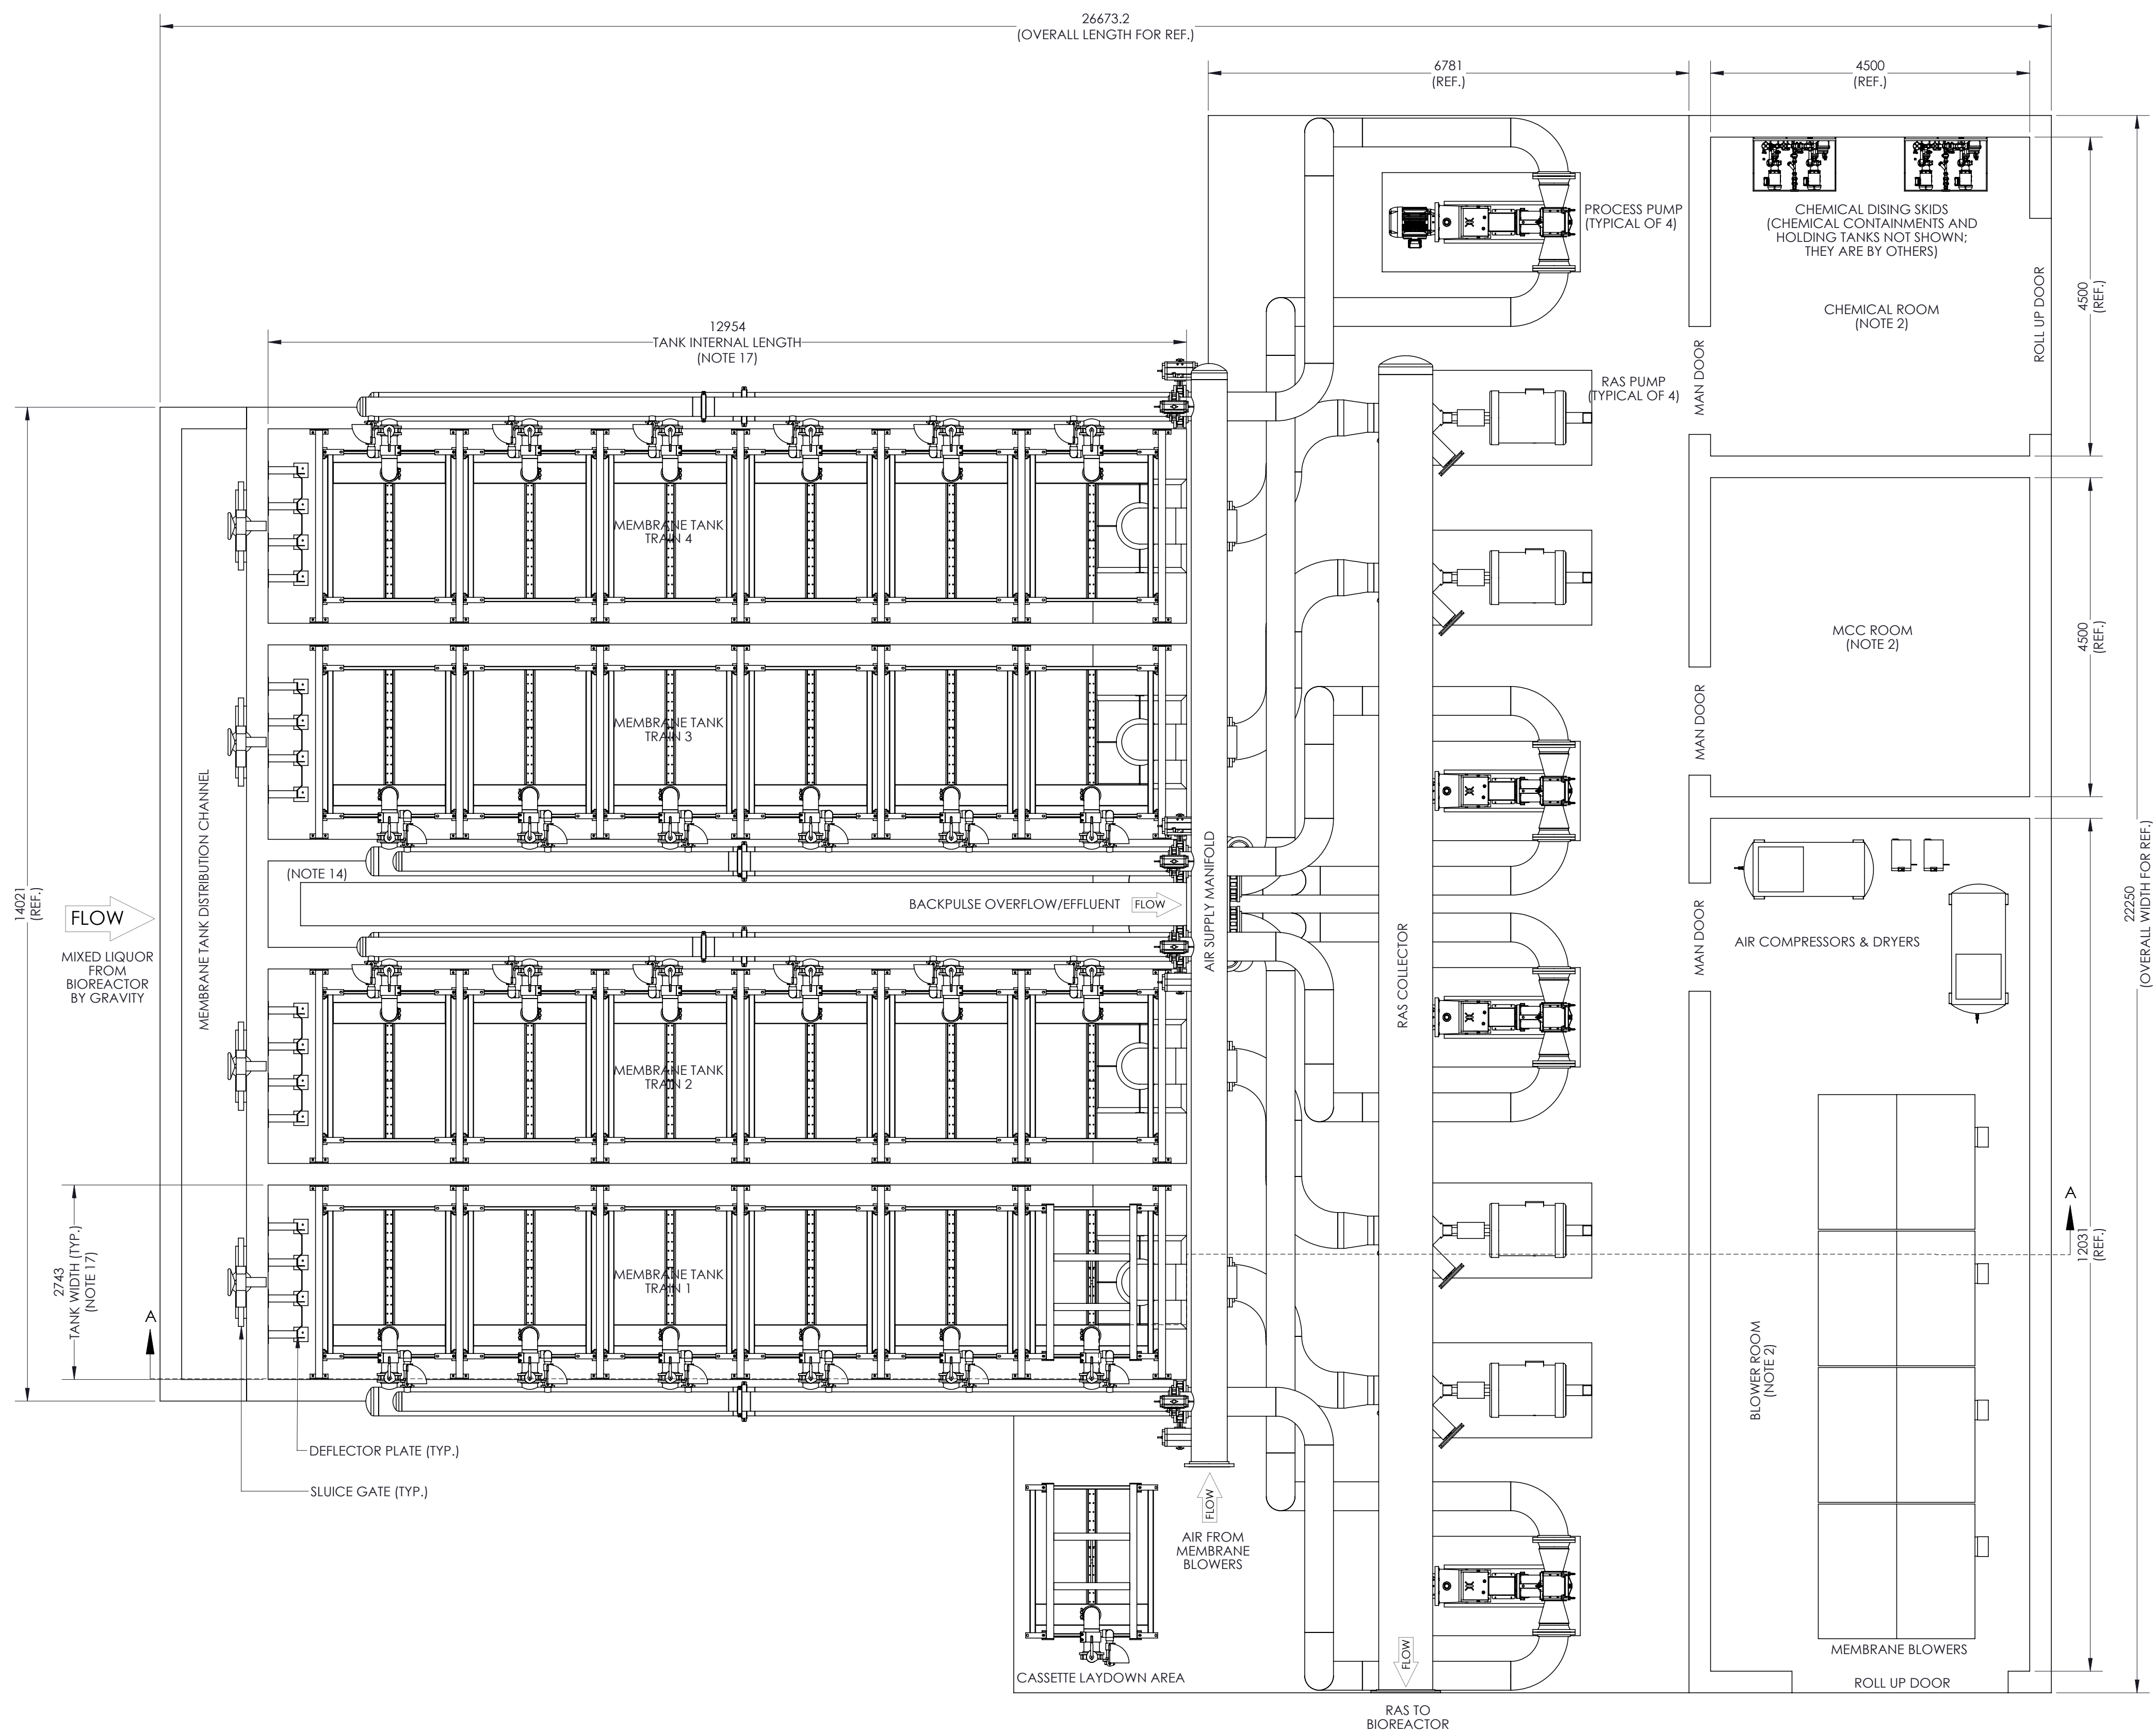 26673.2
(OVERALL LENGTH FOR REF.)
6781
(REF.)
4500
(REF.)
PROCESS PUMP
(TYPICAL OF 4)
CHEMICAL DISING SKIDS
(CHEMICAL CONTAINMENTS AND
HOLDING TANKS NOT SHOWN;
THEY ARE BY OTHERS)
4500
(REF.)
ROLL UP DOOR
CHEMICAL ROOM
(NOTE 2)
12954
TANK INTERNAL LENGTH
(NOTE 17)
MAN DOOR
RAS PUMP
(TYPICAL OF 4)
MEMBRANE TANK
TRAIN 4
MCC ROOM
(NOTE 2)
4500
(REF.)
MEMBRANE TANK
TRAIN 3
MAN DOOR
MEMBRANE TANK DISTRIBUTION CHANNEL
14021
(REF.)
FLOW
MIXED LIQUOR
FROM
BIOREACTOR
BY GRAVITY
(NOTE 14)
BACKPULSE OVERFLOW/EFFLUENT
FLOW
AIR SUPPLY MANIFOLD
RAS COLLECTOR
MAN DOOR
AIR COMPRESSORS & DRYERS
22250
(OVERALL WIDTH FOR REF.)
MEMBRANE TANK
TRAIN 2
A
12031
(REF.)
MEMBRANE TANK
TRAIN 1
2743
TANK WIDTH (TYP.)
(NOTE 17)
A
BLOWER ROOM
(NOTE 2)
DEFLECTOR PLATE (TYP.)
SLUICE GATE (TYP.)
FLOW
AIR FROM
MEMBRANE
BLOWERS
FLOW
CASSETTE LAYDOWN AREA
MEMBRANE BLOWERS
ROLL UP DOOR
RAS TO
BIOREACTOR